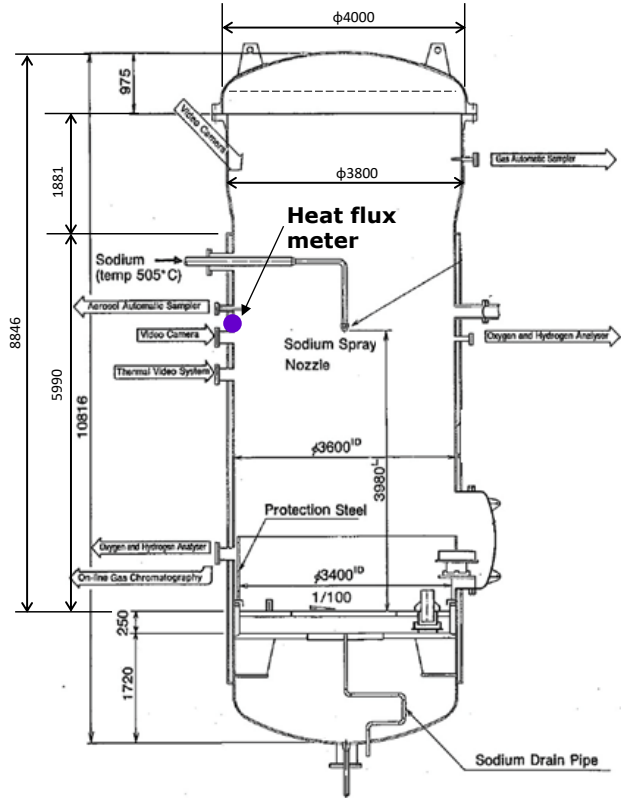 φ4000
975
Video Camera
Gas Automatic Sampler
1881
φ3800
Heat flux
meter
Sodium
(temp 505°C)
Aerosol Automatic Sampler
Video Camera
Sodium Spray
Nozzle
Oxygen and Hydrogen Analyser
Thermal Video System
8846
5990
10816
3980L
φ3600ID
Protection Steel
Oxygen and Hydrogen Analyser
On-line Gas Chromatography
φ3400ID
1/100
250
1720
Sodium Drain Pipe